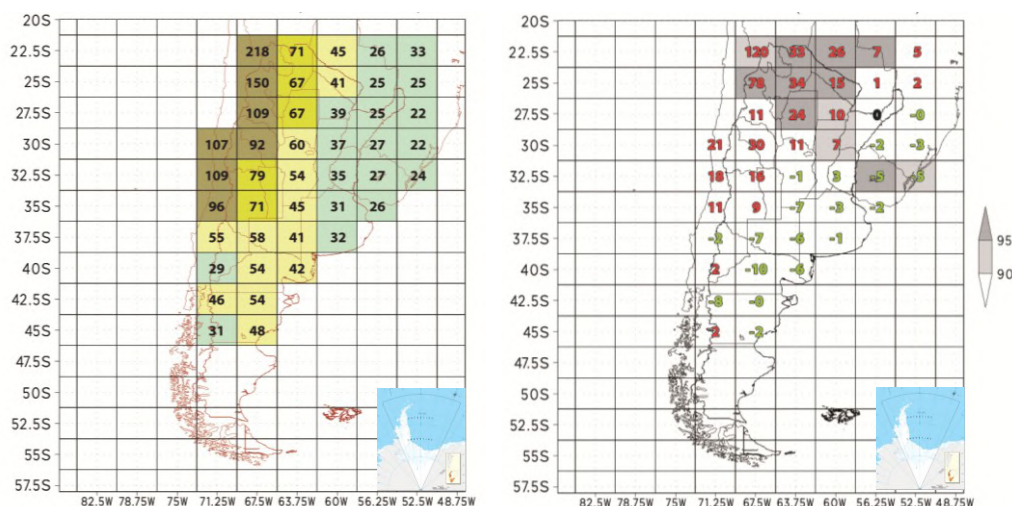 20S
22.5S 218 71 45 26 33
25S 150 67 41 25 25
27.5S 109 67 39 25 22
30S 107 92 60 37 27 22
32.5S 109 79 54 35 27 24
35S 96 71 45 31 26
37.5S 55 58 41 32
40S 29 54 42
42.5S 46 54
45S 31 48
47.5S
50S
52.5S
55S
57.5S
82.5W 78.75W 75W 71.25W 67.5W 63.75W 60W 56.25W 52.5W 48.75W
20S
22.5S 120 33 26 7 5
25S 78 34 15 1 2
27.5S 11 24 10 0 -0
30S 21 30 11 7 -2 -3
32.5S 18 16 -1 3 -5
35S 11 9 -7 -3 -2
37.5S -2 -7 -6 -1
40S 2 -10 -6
42.5S -8 -0
45S 2 -2
47.5S
50S
52.5S
55S
57.5S
82.5W 78.75W 75W 71.25W 67.5W 63.75W 60W 56.25W 52.5W 48.75W
95
90